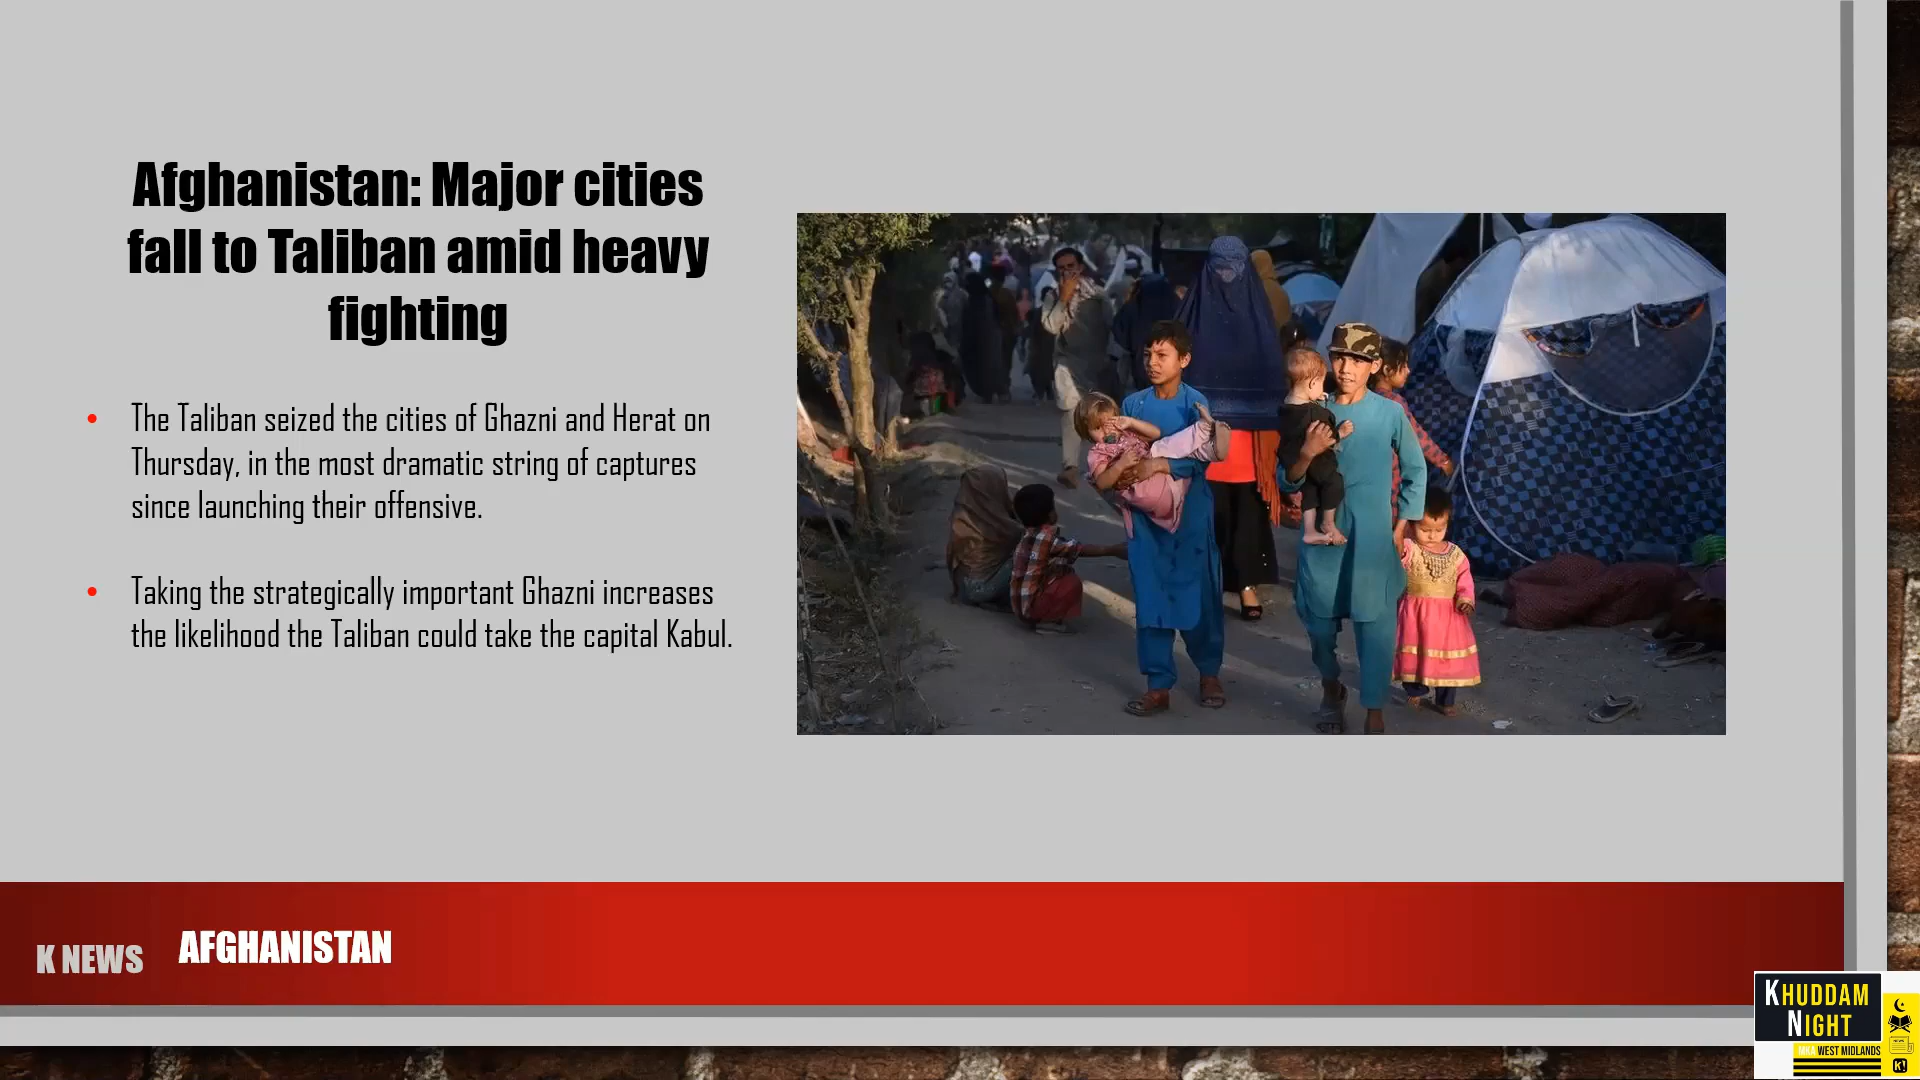 Afghanistan: Major cities
fall to Taliban amid heavy
fighting
• The Taliban seized the cities of Ghazni and Herat on
Thursday, in the most dramatic string of captures
since launching their offensive.
• Taking the strategically important Ghazni increases
the likelihood the Taliban could take the capital Kabul.
K NEWS
AFGHANISTAN
KHUDDAM
NIGHT
MKA WEST MIDLANDS
NEWS
K!